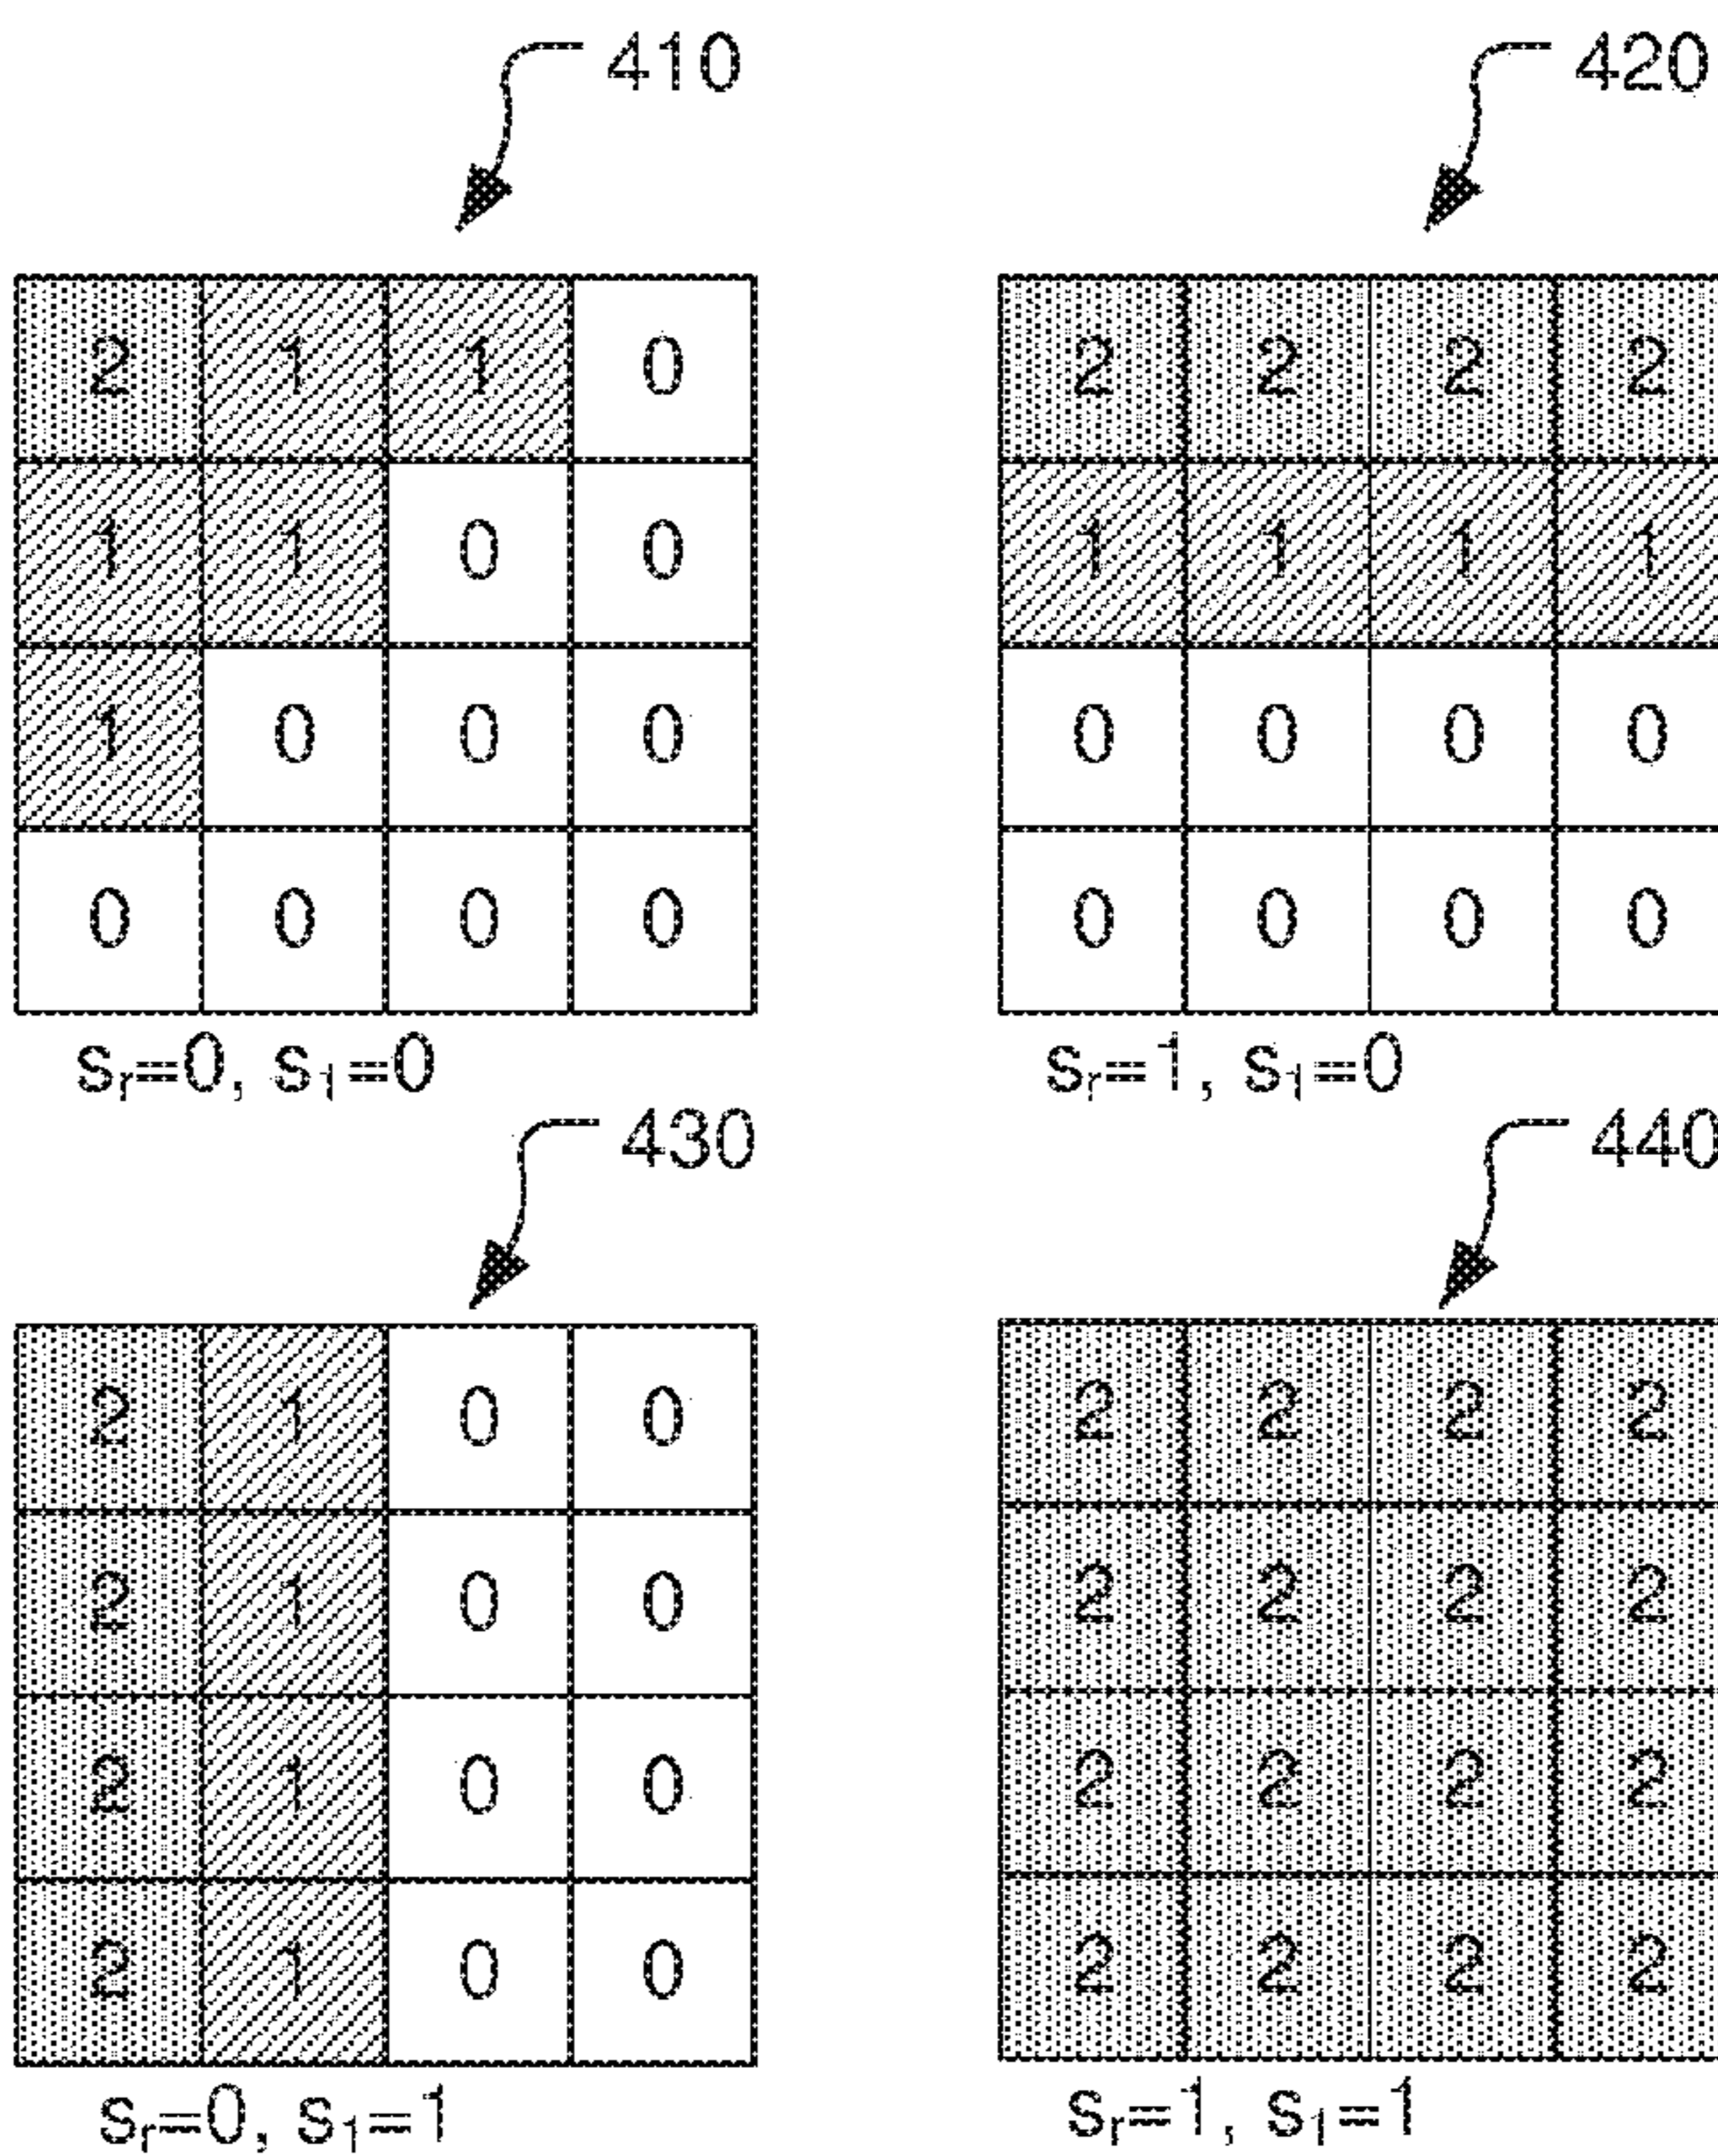 410 420
2 1 1 0 2 2 2 2
1 1 0 0 1 1 1 1
1 0 0 0 0 0 0 0
0 0 0 0 0 0 0 0
sᵣ=0, s₁=0 sᵣ=1, s₁=0
430 440
2 1 0 0 2 2 2 2
2 1 0 0 2 2 2 2
2 1 0 0 2 2 2 2
2 1 0 0 2 2 2 2
sᵣ=0, s₁=1 sᵣ=1, s₁=1